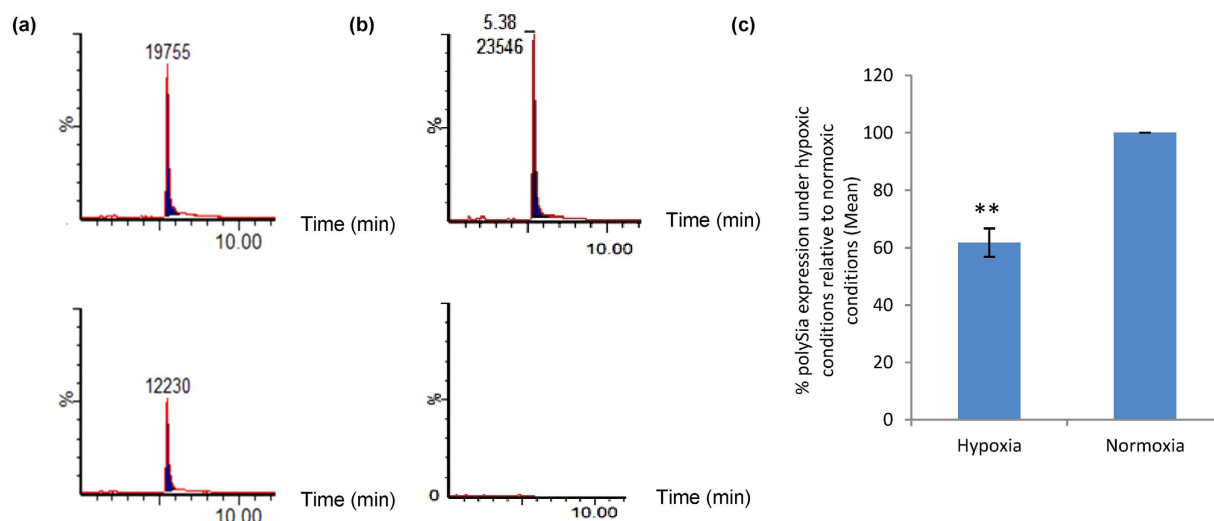 (a)
19755
%
Time (min)
10.00
12230
%
Time (min)
10.00
(b)
5.38
23546
%
Time (min)
10.00
%
0
Time (min)
10.00
(c)
% polySia expression under hypoxic
conditions relative to normoxic
conditions (Mean)
120
100
80
60
40
20
0
**
Hypoxia
Normoxia